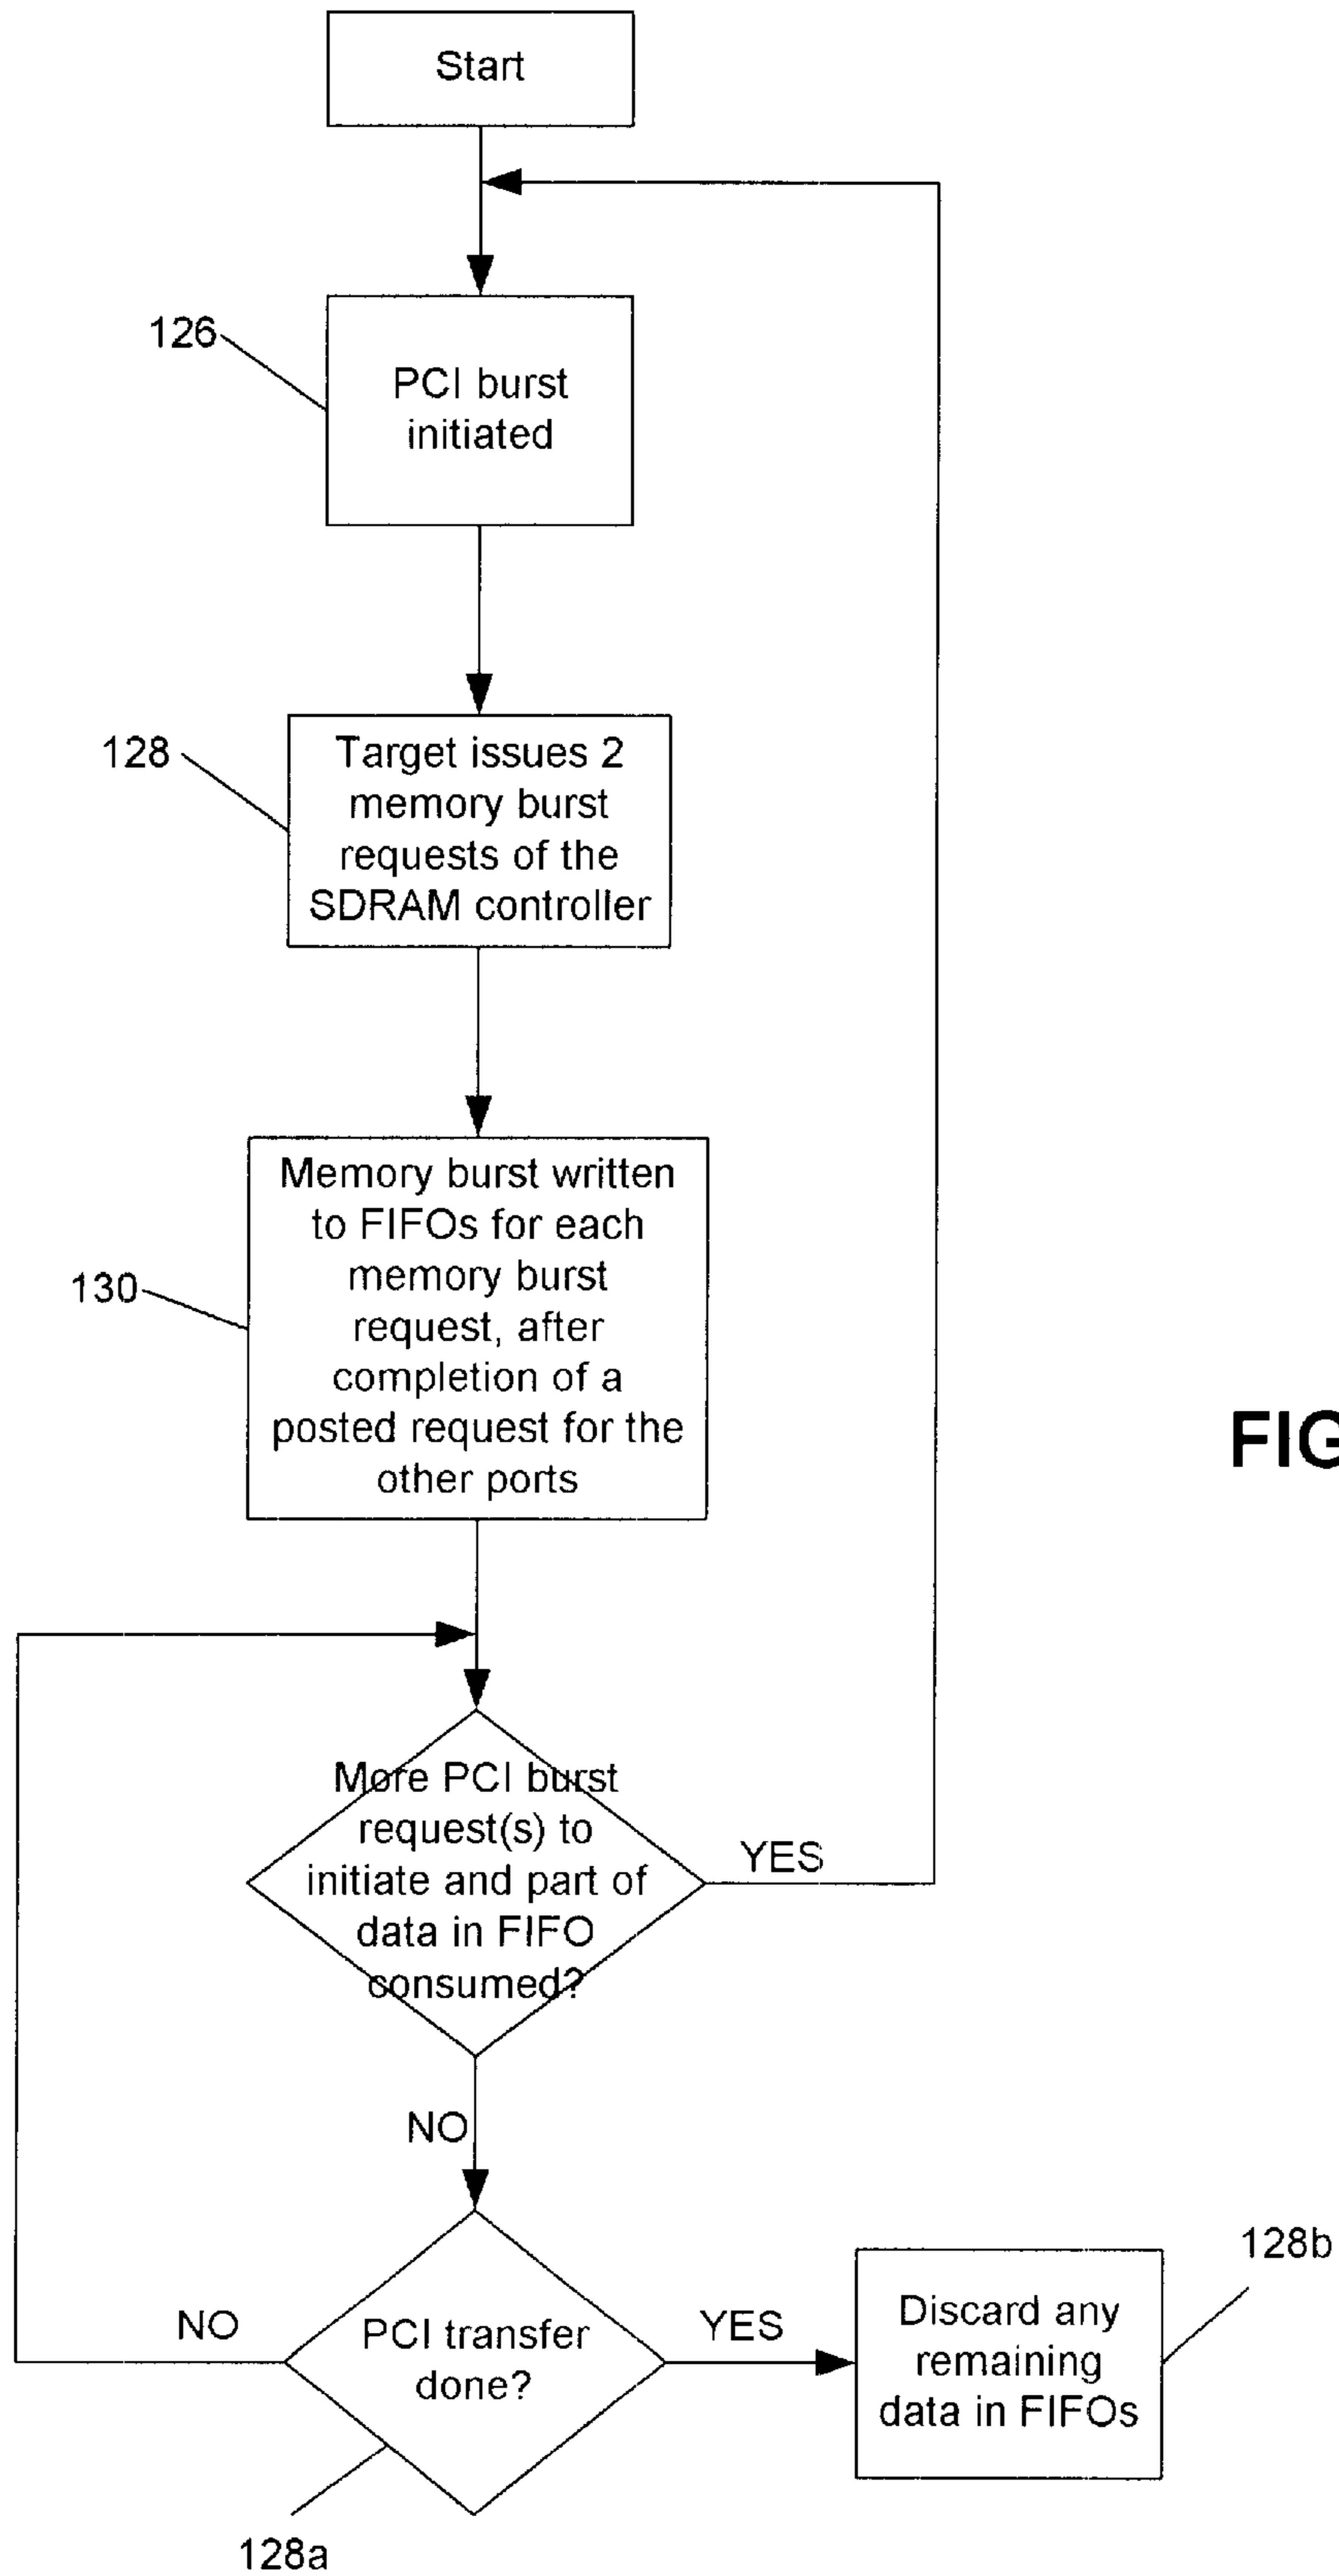 Start
126
PCI burst
initiated
128
Target issues 2
memory burst
requests of the
SDRAM controller
130
Memory burst written
to FIFOs for each
memory burst
request, after
completion of a
posted request for the
other ports
FIG
More PCI burst
request(s) to
initiate and part of
data in FIFO
consumed?
YES
NO
PCI transfer
done?
NO
YES
Discard any
remaining
data in FIFOs
128b
128a